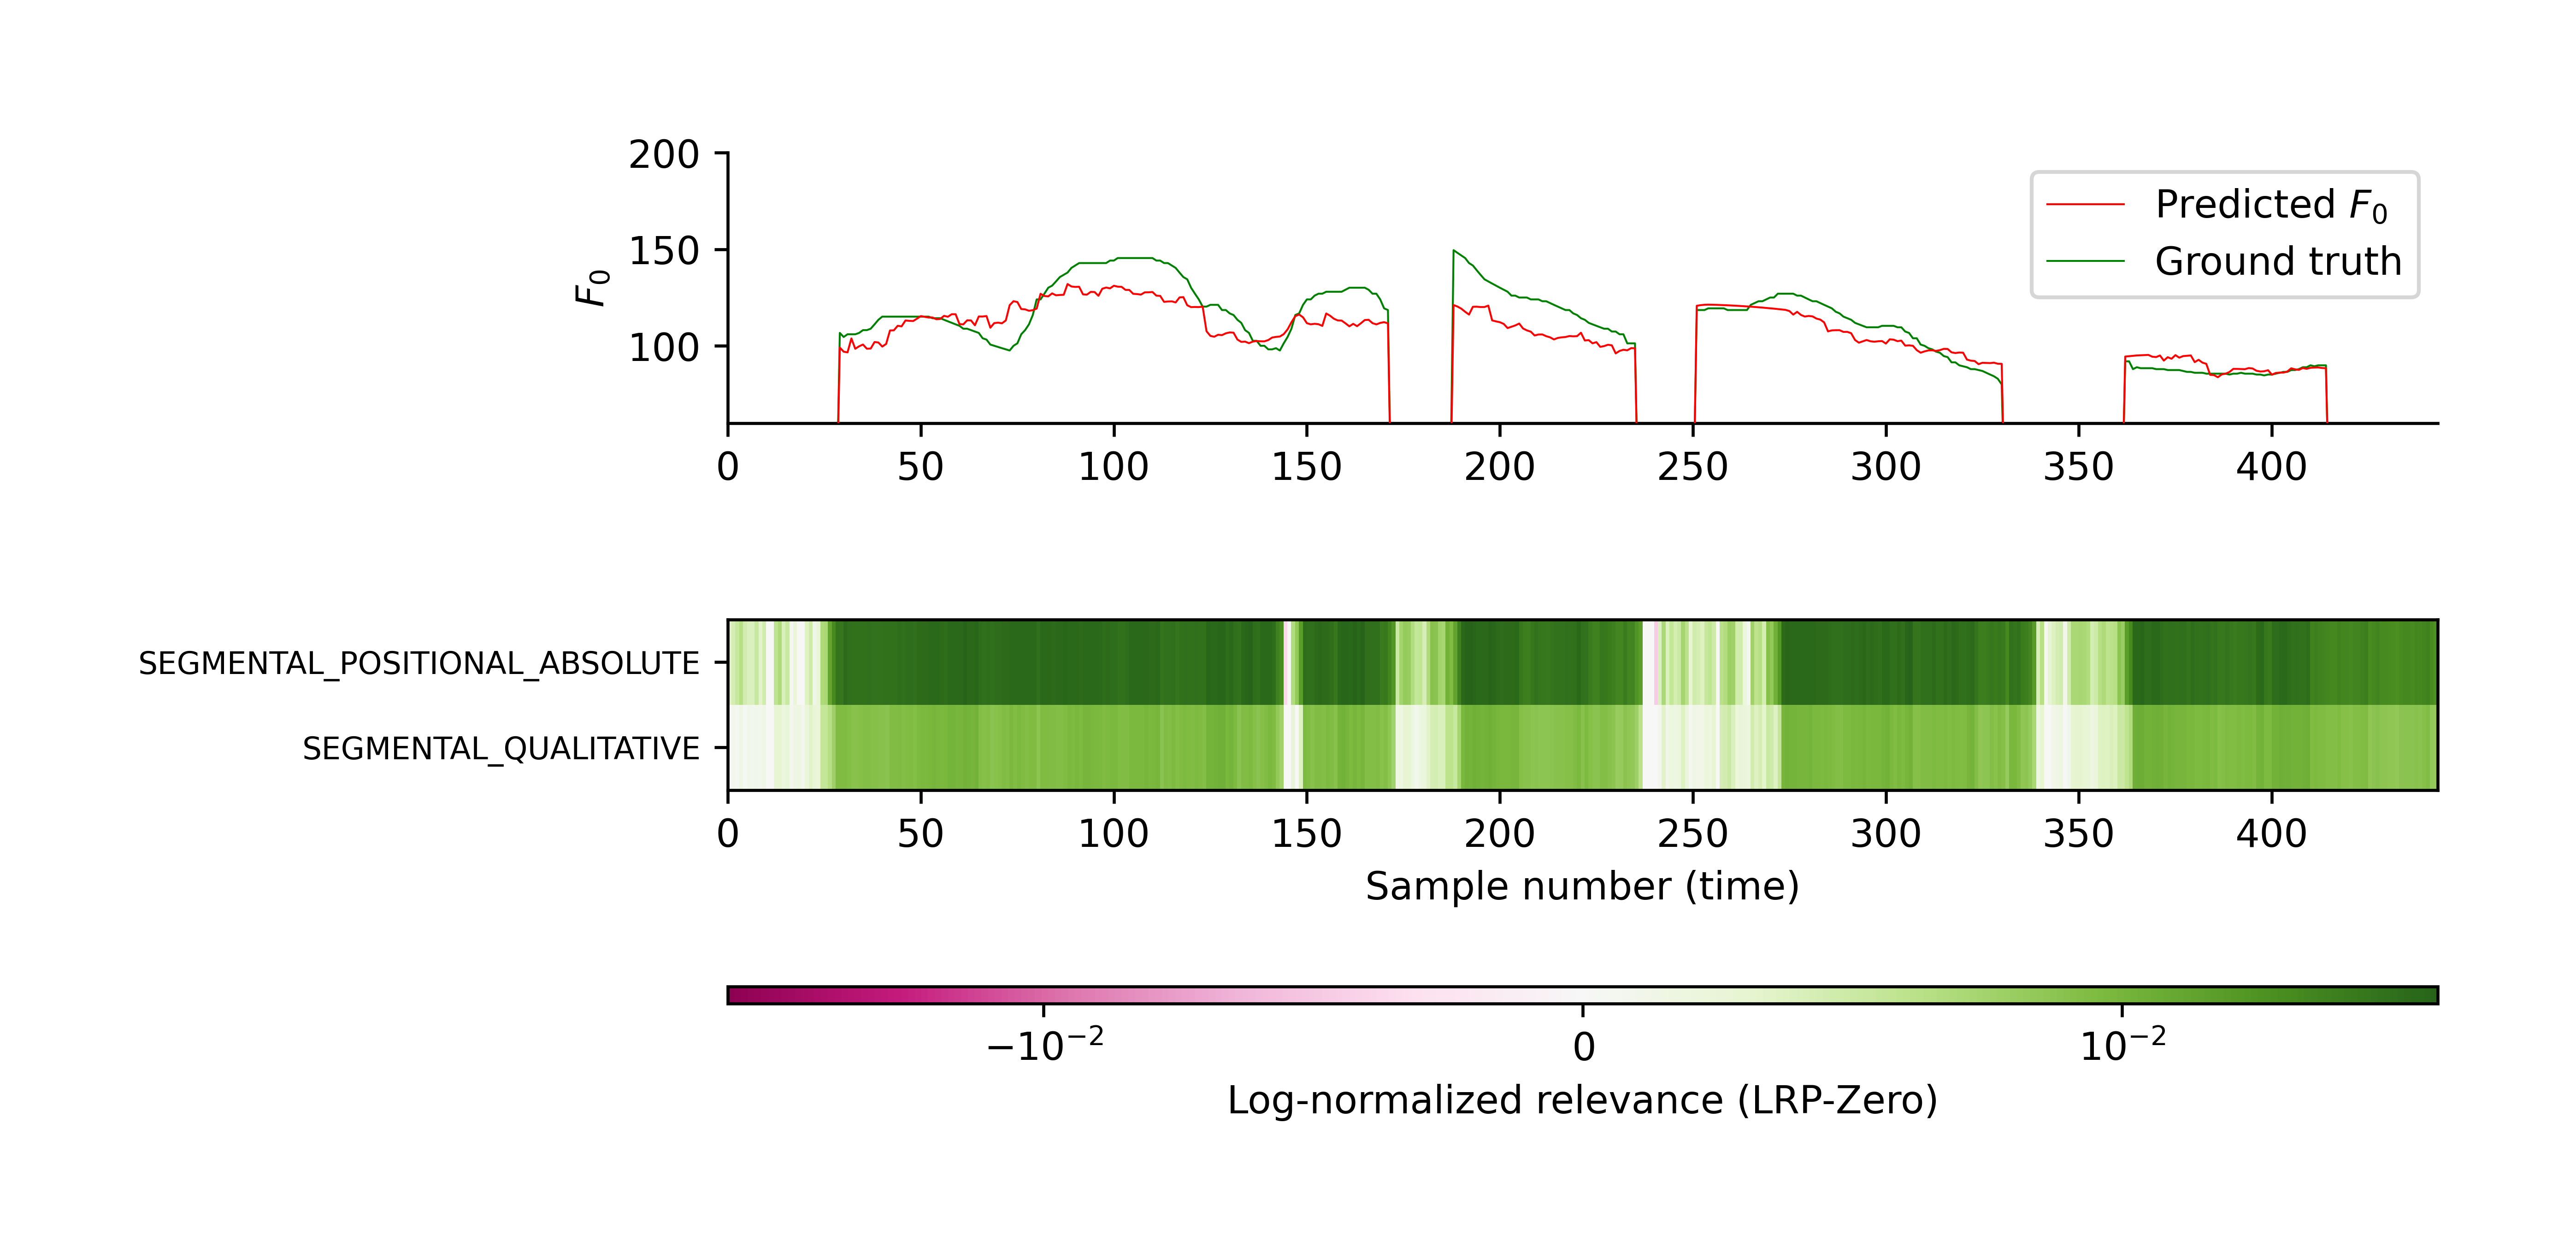 200
150
100
F₀
Predicted F₀
Ground truth
0 50 100 150 200 250 300 350 400
SEGMENTAL_POSITIONAL_ABSOLUTE
SEGMENTAL_QUALITATIVE
0 50 100 150 200 250 300 350 400
Sample number (time)
−10⁻² 0 10⁻²
Log-normalized relevance (LRP-Zero)